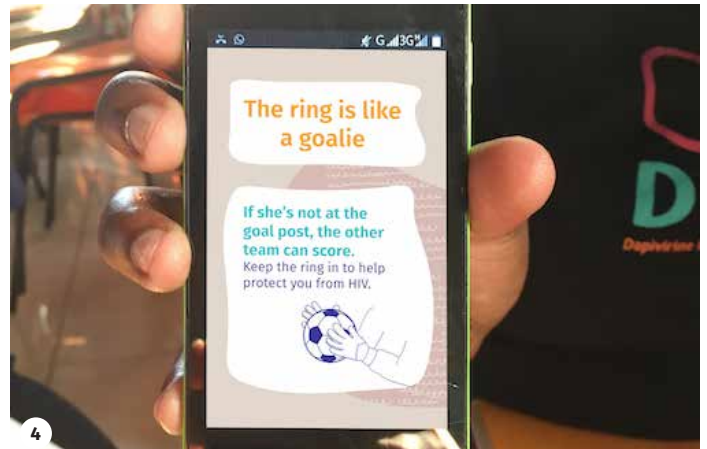 G 3G H
The ring is like
a goalie
If she's not at the
goal post, the other
team can score.
Keep the ring in to help
protect you from HIV.
D
Dapivirine
4